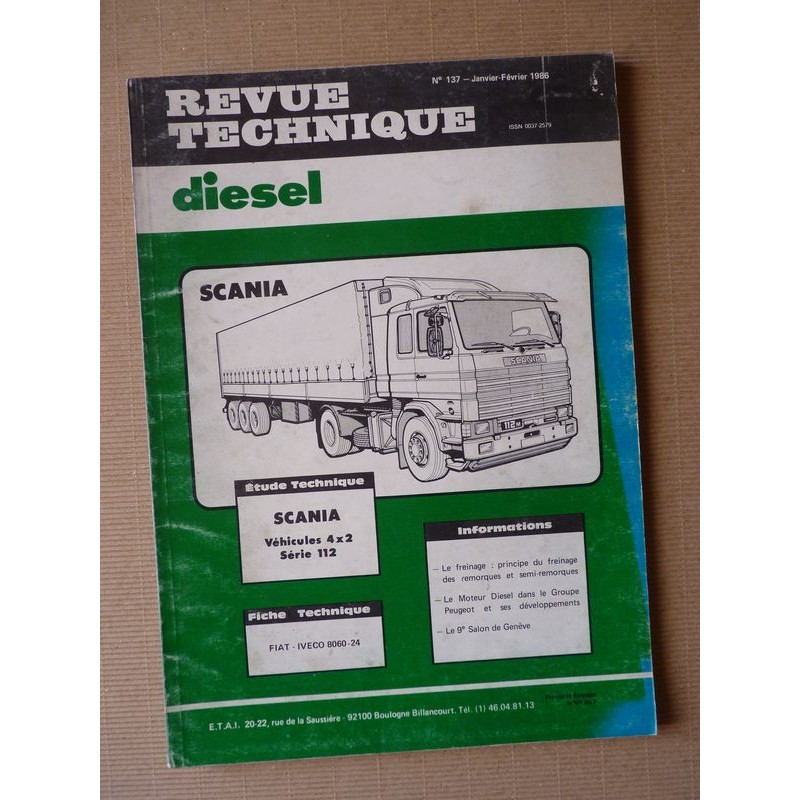 N° 137 — Janvier-Février 1986
REVUE
TECHNIQUE
ISSN 0037-2579
diesel
SCANIA
SCANIA
112 M
Étude Technique
SCANIA
Véhicules 4x2
Série 112
Fiche Technique
FIAT - IVECO 8060-24
Informations
— Le freinage : principe du freinage
des remorques et semi-remorques
— Le Moteur Diesel dans le Groupe
Peugeot et ses développements
— Le 9e Salon de Genève
E.T.A.I. 20-22, rue de la Saussière - 92100 Boulogne Billancourt. Tél. (1) 46.04.81.13